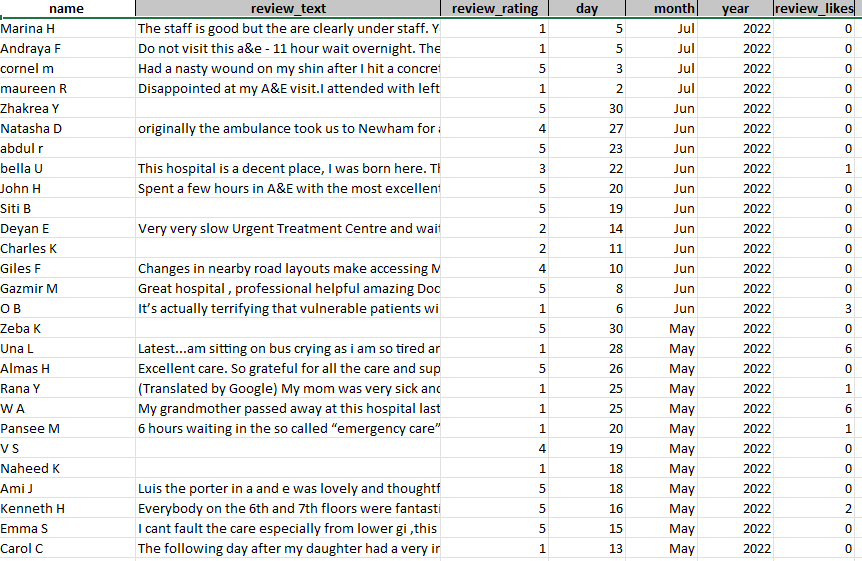 name review_text review_rating day month year review_likes
Marina H The staff is good but the are clearly under staff. Y 1 5 Jul 2022 0
Andraya F Do not visit this a&e - 11 hour wait overnight. The 1 5 Jul 2022 0
cornel m Had a nasty wound on my shin after I hit a concret 5 3 Jul 2022 0
maureen R Disappointed at my A&E visit.I attended with left 1 2 Jul 2022 0
Zhakrea Y 5 30 Jun 2022 0
Natasha D originally the ambulance took us to Newham for 4 27 Jun 2022 0
abdul r 5 23 Jun 2022 0
bella U This hospital is a decent place, I was born here. Th 3 22 Jun 2022 1
John H Spent a few hours in A&E with the most excellent 5 20 Jun 2022 0
Siti B 5 19 Jun 2022 0
Deyan E Very very slow Urgent Treatment Centre and wait 2 14 Jun 2022 0
Charles K 2 11 Jun 2022 0
Giles F Changes in nearby road layouts make accessing M 4 10 Jun 2022 0
Gazmir M Great hospital , professional helpful amazing Doc 5 8 Jun 2022 0
O B It’s actually terrifying that vulnerable patients wi 1 6 Jun 2022 3
Zeba K 5 30 May 2022 0
Una L Latest...am sitting on bus crying as i am so tired ar 1 28 May 2022 6
Almas H Excellent care. So grateful for all the care and sup 5 26 May 2022 0
Rana Y (Translated by Google) My mom was very sick and 1 25 May 2022 1
W A My grandmother passed away at this hospital last 1 25 May 2022 6
Pansee M 6 hours waiting in the so called “emergency care” 1 20 May 2022 1
V S 4 19 May 2022 0
Naheed K 1 18 May 2022 0
Ami J Luis the porter in a and e was lovely and thoughtf 5 18 May 2022 0
Kenneth H Everybody on the 6th and 7th floors were fantasti 5 16 May 2022 2
Emma S I cant fault the care especially from lower gi ,this 5 15 May 2022 0
Carol C The following day after my daughter had a very ir 1 13 May 2022 0